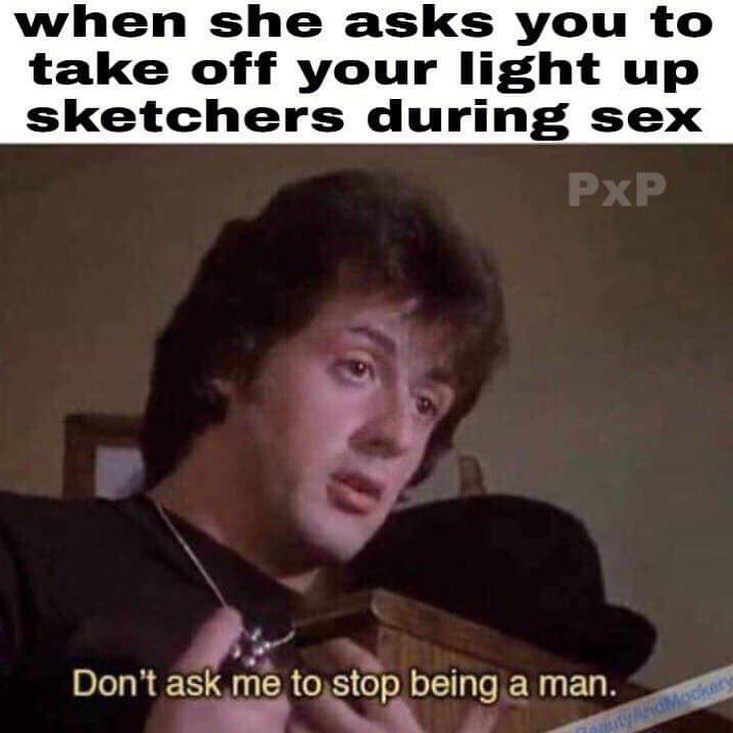 when she asks you to
take off your light up
sketchers during sex
PxP
Don't ask me to stop being a man.
BeautyAndMockery